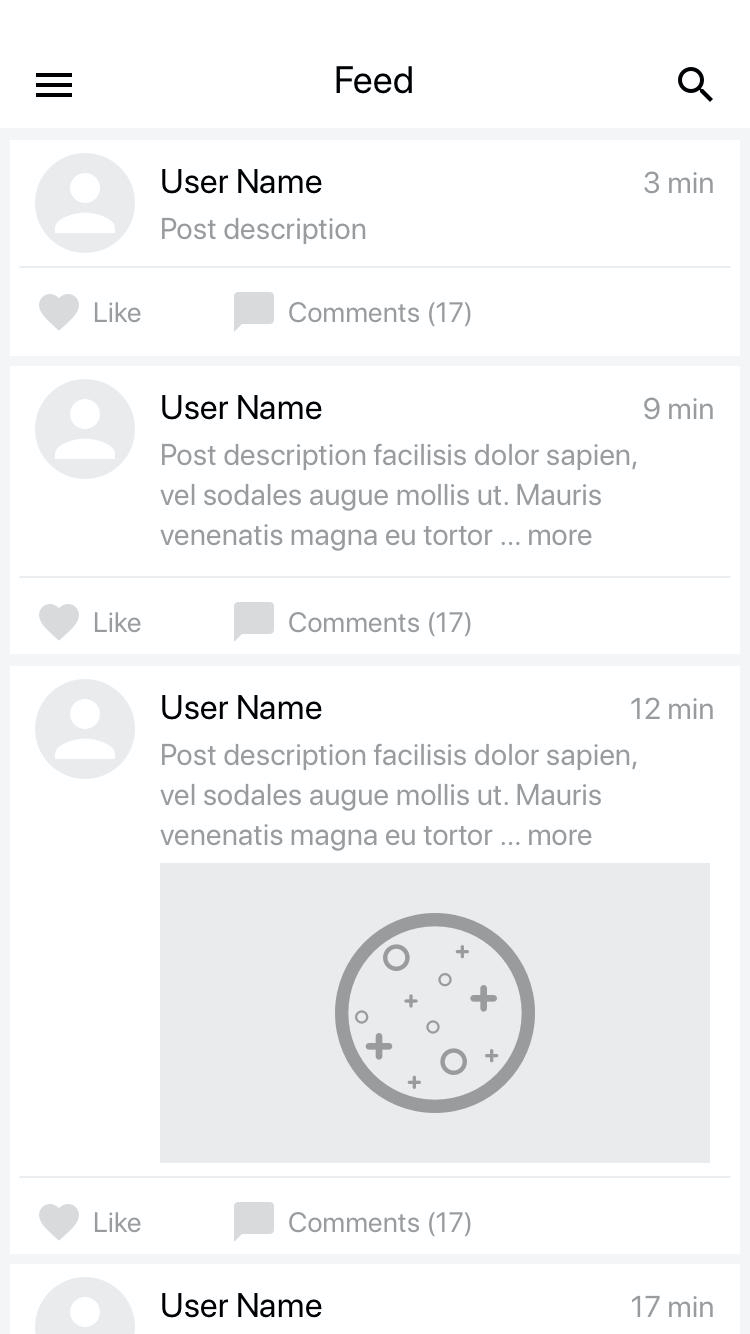 Feed
User Name
3 min
Post description
Like
Comments (17)
User Name
9 min
Post description facilisis dolor sapien,
vel sodales augue mollis ut. Mauris
venenatis magna eu tortor ... more
Like
Comments (17)
User Name
12 min
Post description facilisis dolor sapien,
vel sodales augue mollis ut. Mauris
venenatis magna eu tortor ... more
Like
Comments (17)
User Name
17 min